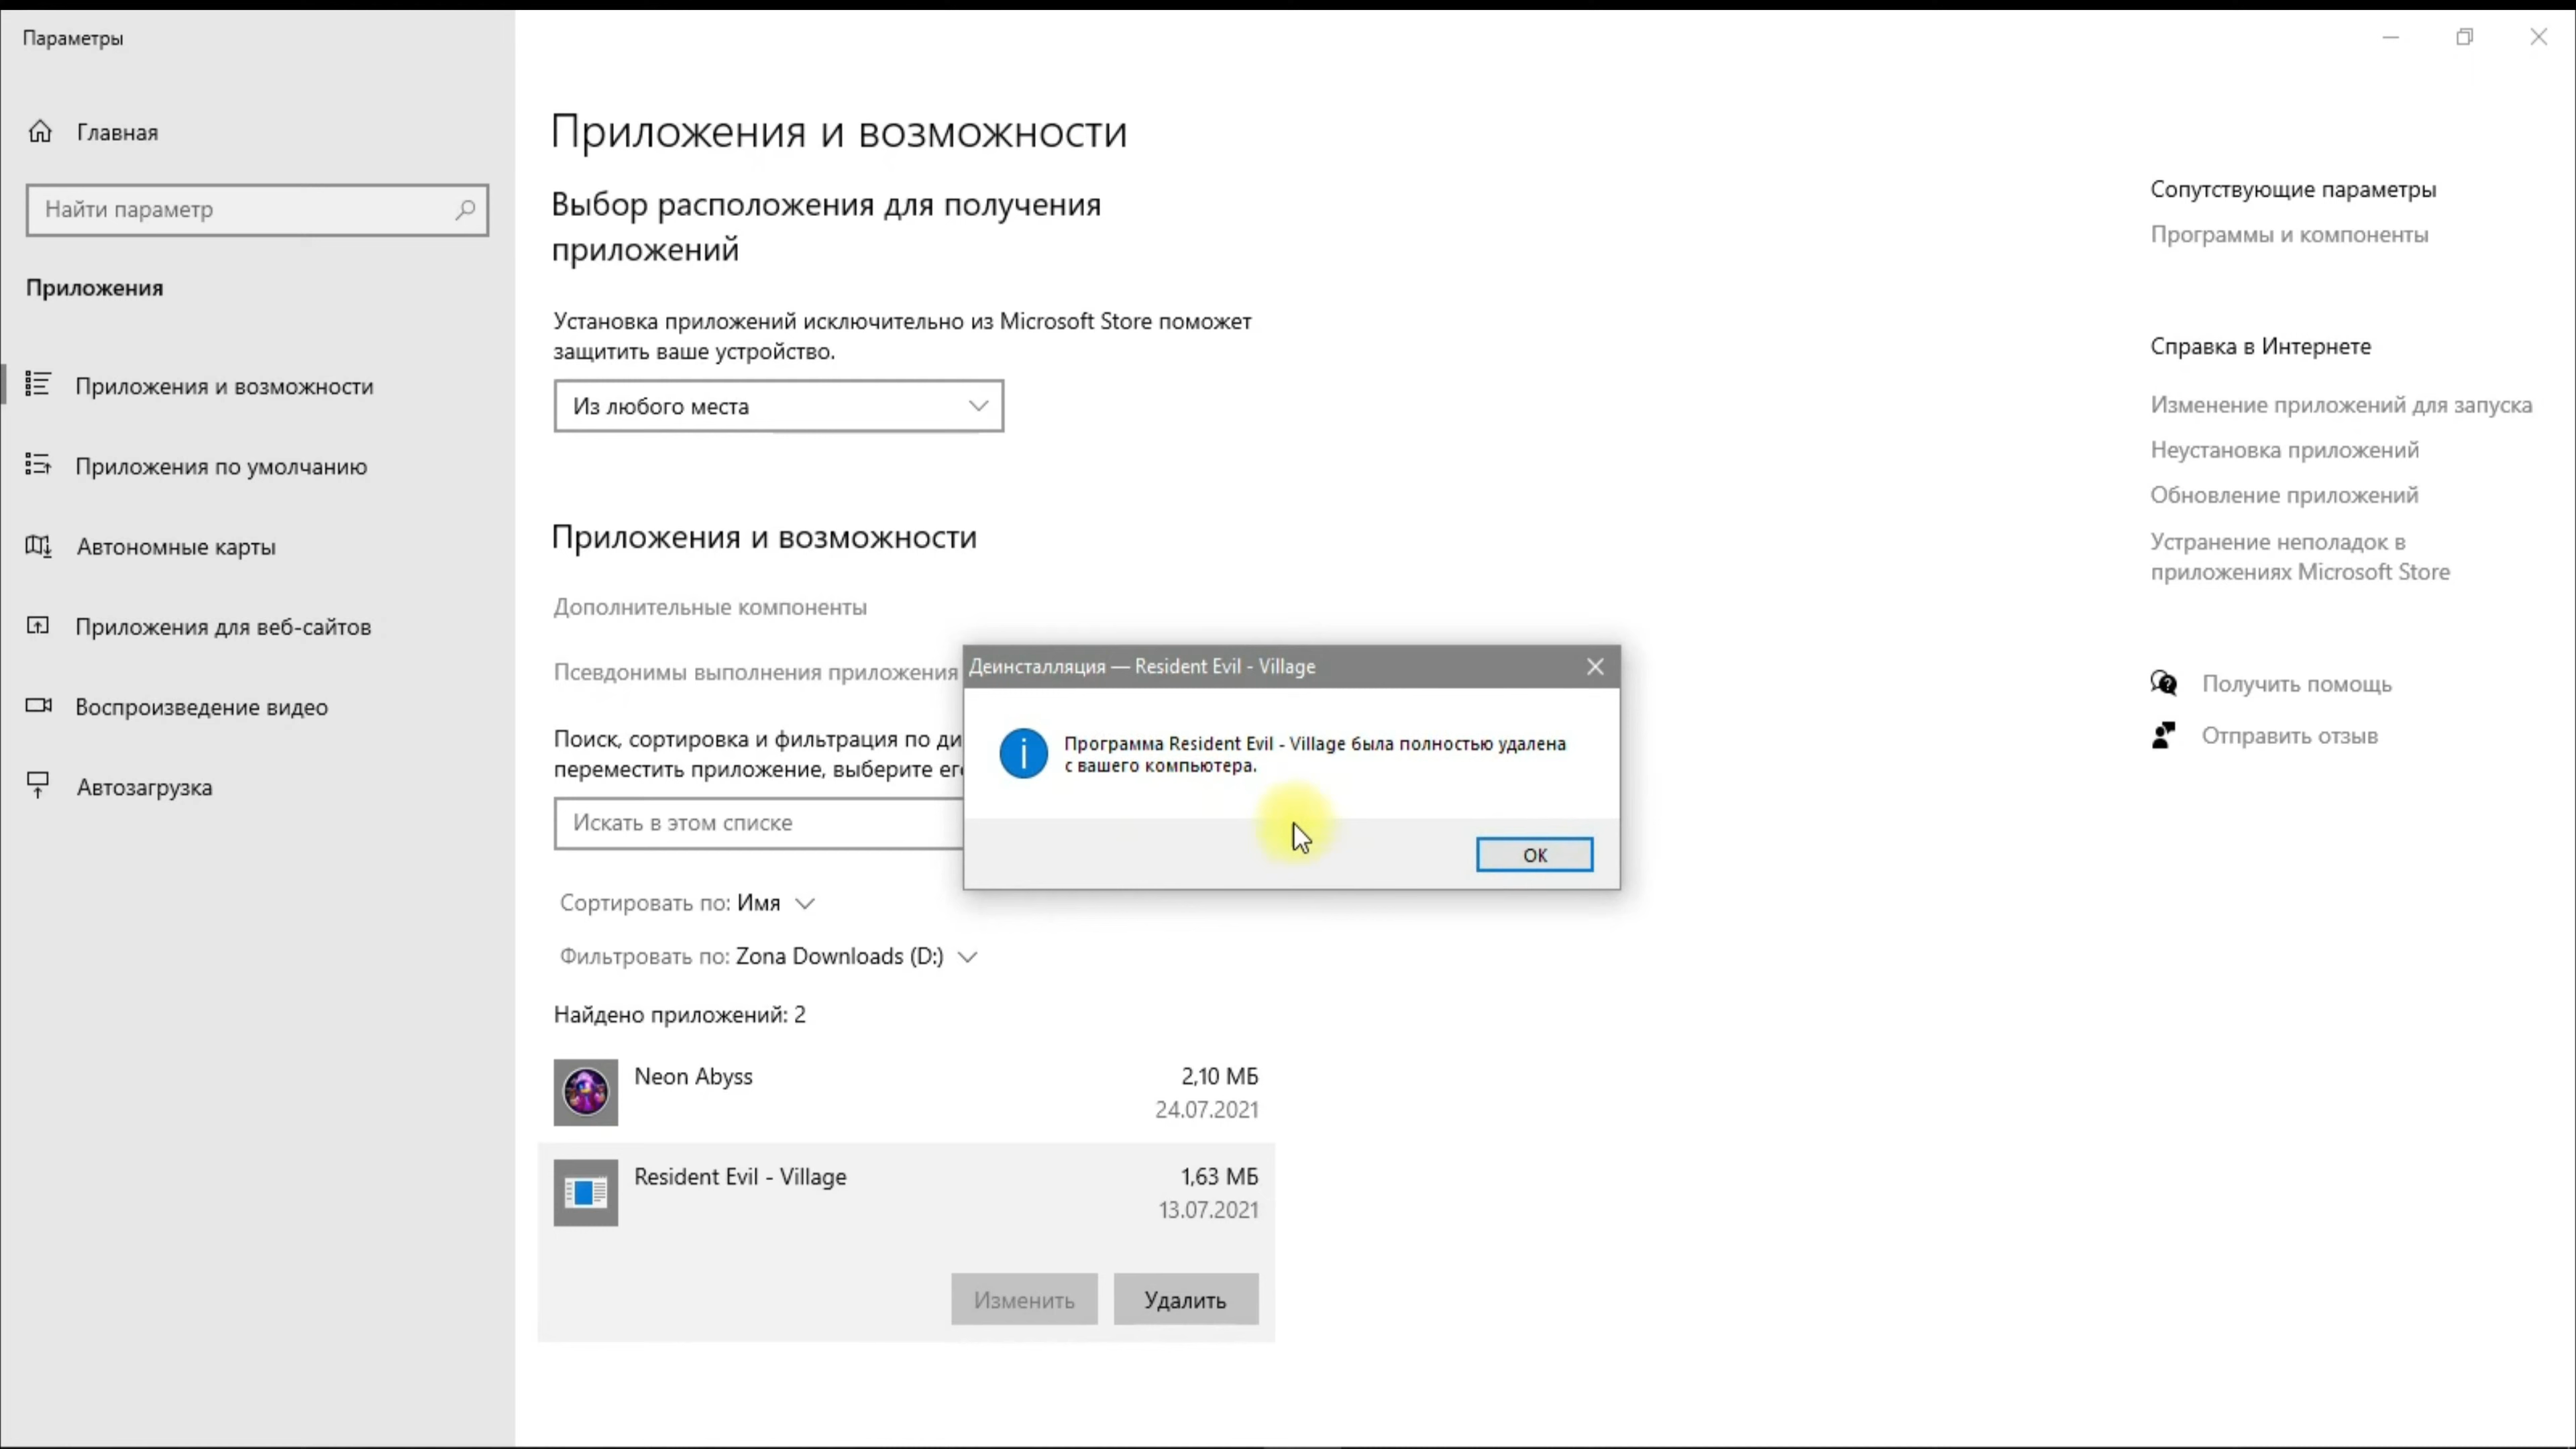 Параметры
Главная
Найти параметр
Приложения
Приложения и возможности
Приложения по умолчанию
Автономные карты
Приложения для веб-сайтов
Воспроизведение видео
Автозагрузка
Приложения и возможности
Выбор расположения для получения
приложений
Установка приложений исключительно из Microsoft Store поможет
защитить ваше устройство.
Из любого места
Приложения и возможности
Дополнительные компоненты
Псевдонимы выполнения приложения
Поиск, сортировка и фильтрация по ди
переместить приложение, выберите ег
Искать в этом списке
Сортировать по: Имя
Фильтровать по: Zona Downloads (D:)
Найдено приложений: 2
Neon Abyss 2,10 МБ
24.07.2021
Resident Evil - Village 1,63 МБ
13.07.2021
Изменить Удалить
Деинсталляция — Resident Evil - Village
Программа Resident Evil - Village была полностью удалена
с вашего компьютера.
ОК
Сопутствующие параметры
Программы и компоненты
Справка в Интернете
Изменение приложений для запуска
Неустановка приложений
Обновление приложений
Устранение неполадок в
приложениях Microsoft Store
Получить помощь
Отправить отзыв